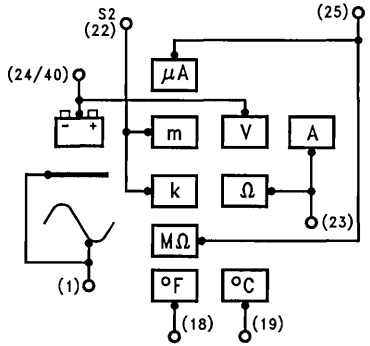 S2
(22)
(25)
(24/40)
μA
- +
m
V
A
k
Ω
(23)
MΩ
(1)
°F
°C
(18)
(19)